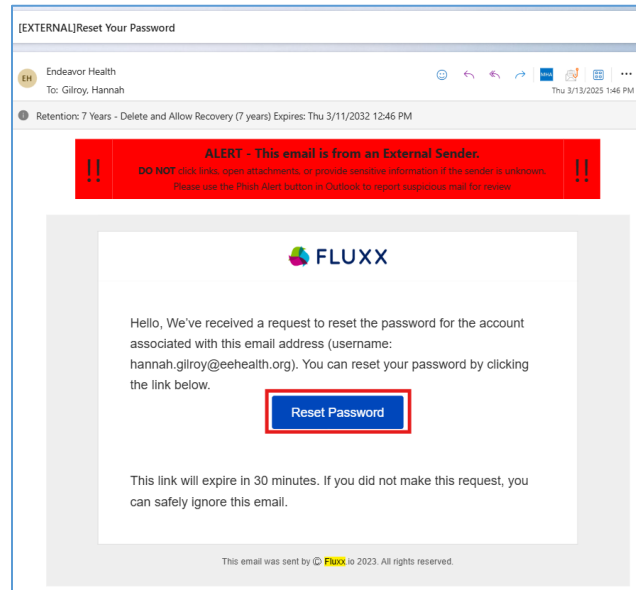 [EXTERNAL]Reset Your Password
EH
Endeavor Health
To: Gilroy, Hannah
MHA
Thu 3/13/2025 1:46 PM
Retention: 7 Years - Delete and Allow Recovery (7 years) Expires: Thu 3/11/2032 12:46 PM
!! ALERT - This email is from an External Sender. !!
DO NOT click links, open attachments, or provide sensitive information if the sender is unknown.
Please use the Phish Alert button in Outlook to report suspicious mail for review
FLUXX
Hello, We've received a request to reset the password for the account
associated with this email address (username:
hannah.gilroy@eehealth.org). You can reset your password by clicking
the link below.
Reset Password
This link will expire in 30 minutes. If you did not make this request, you
can safely ignore this email.
This email was sent by © Fluxx.io 2023. All rights reserved.